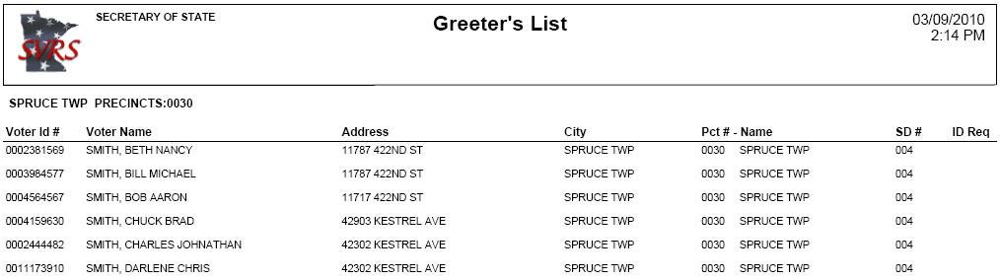 SVRS
SECRETARY OF STATE
Greeter's List
03/09/2010
2:14 PM
SPRUCE TWP PRECINCTS:0030
Voter Id # Voter Name Address City Pct # - Name SD # ID Req
0002381569 SMITH, BETH NANCY 11787 422ND ST SPRUCE TWP 0030 SPRUCE TWP 004
0003984577 SMITH, BILL MICHAEL 11787 422ND ST SPRUCE TWP 0030 SPRUCE TWP 004
0004564567 SMITH, BOB AARON 11717 422ND ST SPRUCE TWP 0030 SPRUCE TWP 004
0004159630 SMITH, CHUCK BRAD 42903 KESTREL AVE SPRUCE TWP 0030 SPRUCE TWP 004
0002444482 SMITH, CHARLES JOHNATHAN 42302 KESTREL AVE SPRUCE TWP 0030 SPRUCE TWP 004
0011173910 SMITH, DARLENE CHRIS 42302 KESTREL AVE SPRUCE TWP 0030 SPRUCE TWP 004